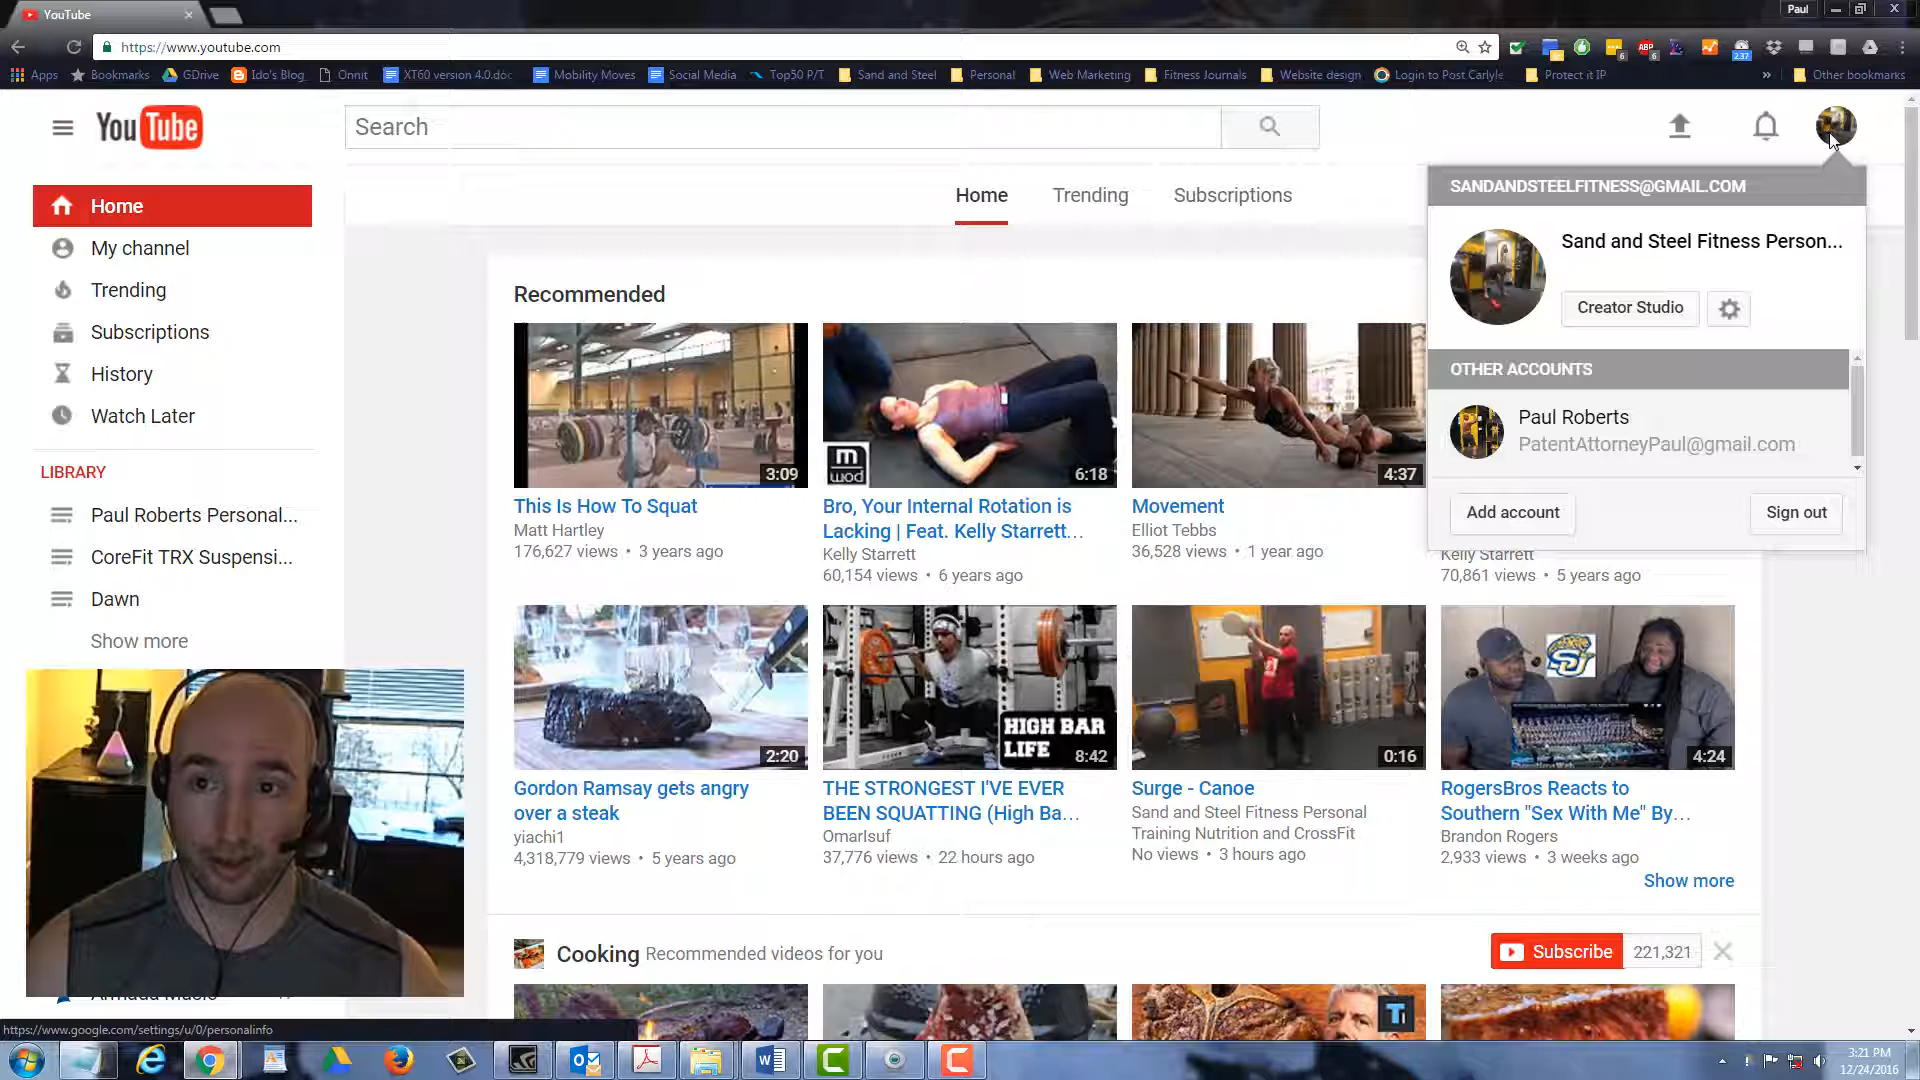 YouTube
Paul
https://www.youtube.com
Apps
Bookmarks
GDrive
Ido's Blog
Onnit
XT60 version 4.0.doc
Mobility Moves
Social Media
Top50 P/T
Sand and Steel
Personal
Web Marketing
Fitness Journals
Website design
Login to Post Carlyle
Protect it IP
Other bookmarks
YouTube
Search
Home
Trending
Subscriptions
Home
My channel
Trending
Subscriptions
History
Watch Later
LIBRARY
Paul Roberts Personal...
CoreFit TRX Suspensi...
Dawn
Show more
SANDANDSTEELFITNESS@GMAIL.COM
Sand and Steel Fitness Person...
Creator Studio
OTHER ACCOUNTS
Paul Roberts
PatentAttorneyPaul@gmail.com
Add account
Sign out
Recommended
3:09
This Is How To Squat
Matt Hartley
176,627 views • 3 years ago
m
wod
6:18
Bro, Your Internal Rotation is
Lacking | Feat. Kelly Starrett...
Kelly Starrett
60,154 views • 6 years ago
4:37
Movement
Elliot Tebbs
36,528 views • 1 year ago
Kelly Starrett
70,861 views • 5 years ago
2:20
Gordon Ramsay gets angry
over a steak
yiachi1
4,318,779 views • 5 years ago
HIGH BAR
LIFE
8:42
THE STRONGEST I'VE EVER
BEEN SQUATTING (High Ba...
OmarIsuf
37,776 views • 22 hours ago
0:16
Surge - Canoe
Sand and Steel Fitness Personal
Training Nutrition and CrossFit
No views • 3 hours ago
SU
4:24
RogersBros Reacts to
Southern "Sex With Me" By...
Brandon Rogers
2,933 views • 3 weeks ago
Show more
Cooking Recommended videos for you
Subscribe 221,321
https://www.google.com/settings/u/0/personalinfo
3:21 PM
12/24/2016